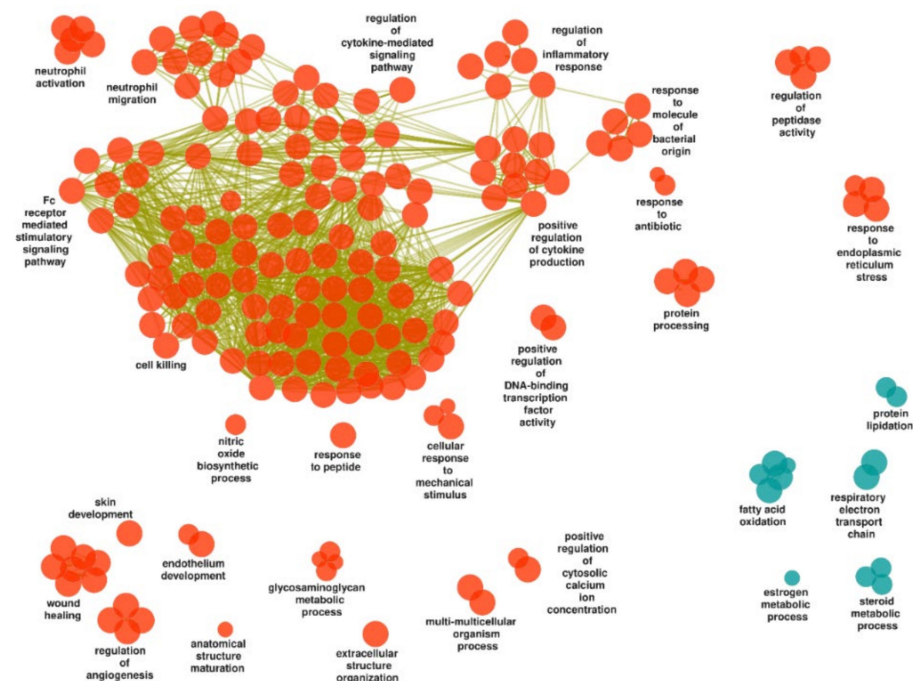 regulation
of
cytokine-mediated
signaling
pathway
regulation
of
inflammatory
response
neutrophil
activation
neutrophil
migration
response
to
molecule
of
bacterial
origin
regulation
of
peptidase
activity
Fc
receptor
mediated
stimulatory
signaling
pathway
response
to
antibiotic
positive
regulation
of cytokine
production
response
to
endoplasmic
reticulum
stress
protein
processing
cell killing
positive
regulation
of
DNA-binding
transcription
factor
activity
protein
lipidation
nitric
oxide
biosynthetic
process
response
to peptide
cellular
response
to
mechanical
stimulus
fatty acid
oxidation
respiratory
electron
transport
chain
skin
development
endothelium
development
positive
regulation
of
cytosolic
calcium
ion
concentration
glycosaminoglycan
metabolic
process
wound
healing
estrogen
metabolic
process
steroid
metabolic
process
regulation
of
angiogenesis
anatomical
structure
maturation
extracellular
structure
organization
multi-multicellular
organism
process